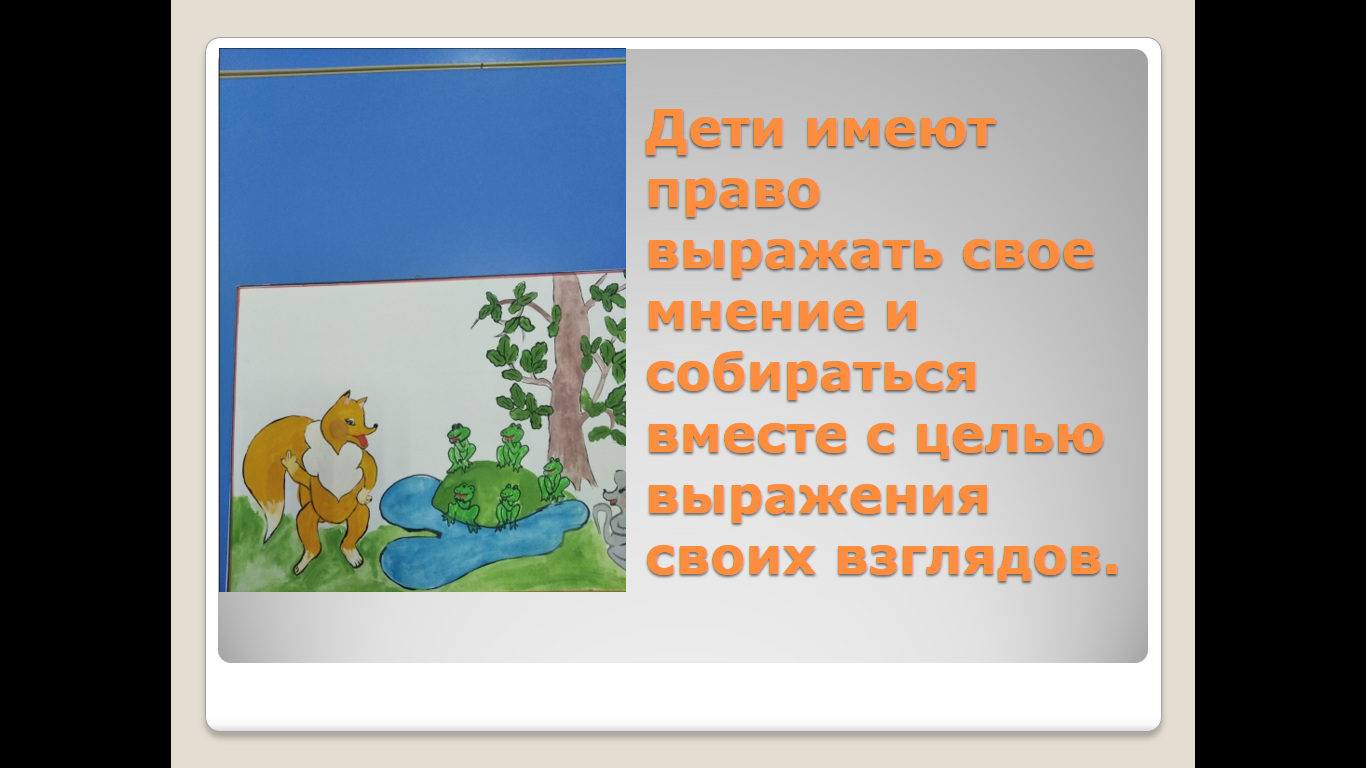 Дети имеют
право
выражать свое
мнение и
собираться
вместе с целью
выражения
своих взглядов.